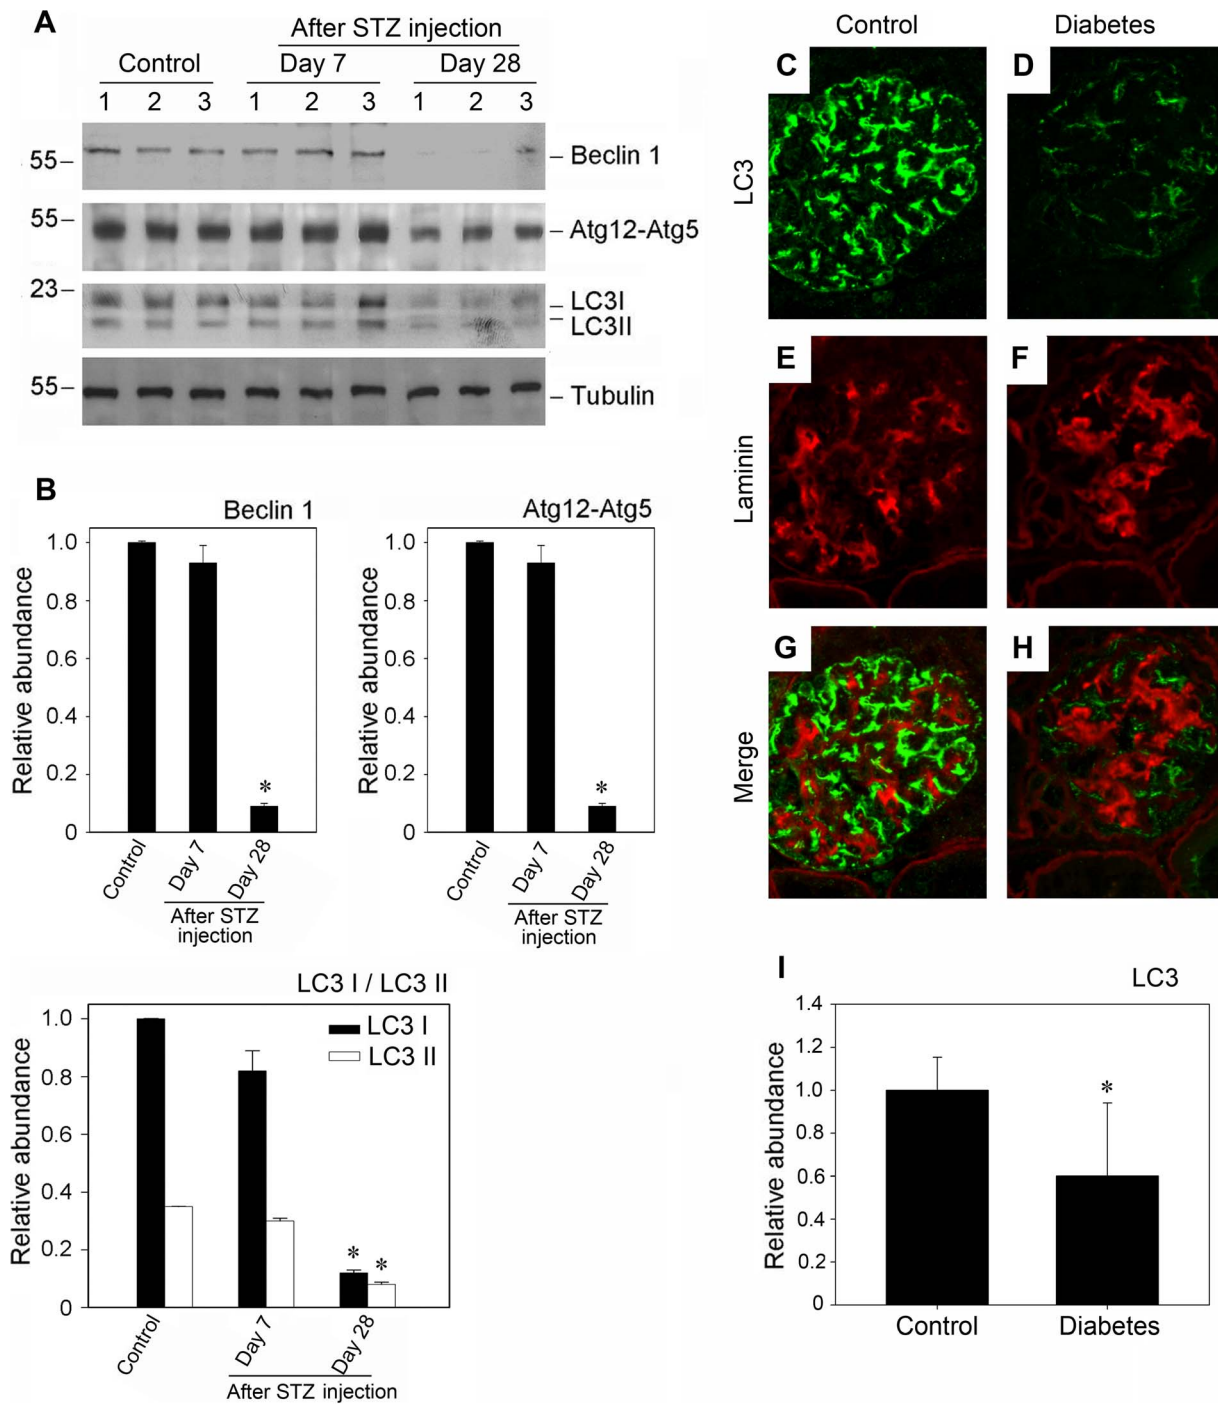 A
After STZ injection
Control Day 7 Day 28
1 2 3 1 2 3 1 2 3
55 Beclin 1
55 Atg12-Atg5
23 LC3I
LC3II
55 Tubulin
B
Beclin 1
Relative abundance
1.0
0.8
0.6
0.4
0.2
0
*
Control Day 7 Day 28
After STZ
injection
Atg12-Atg5
Relative abundance
1.0
0.8
0.6
0.4
0.2
0
*
Control Day 7 Day 28
After STZ
injection
LC3 I / LC3 II
LC3 I
LC3 II
Relative abundance
1.0
0.8
0.6
0.4
0.2
0
* *
Control Day 7 Day 28
After STZ injection
Control Diabetes
LC3 C D
Laminin E F
Merge G H
I
LC3
Relative abundance
1.4
1.2
1.0
0.8
0.6
0.4
0.2
0
*
Control Diabetes